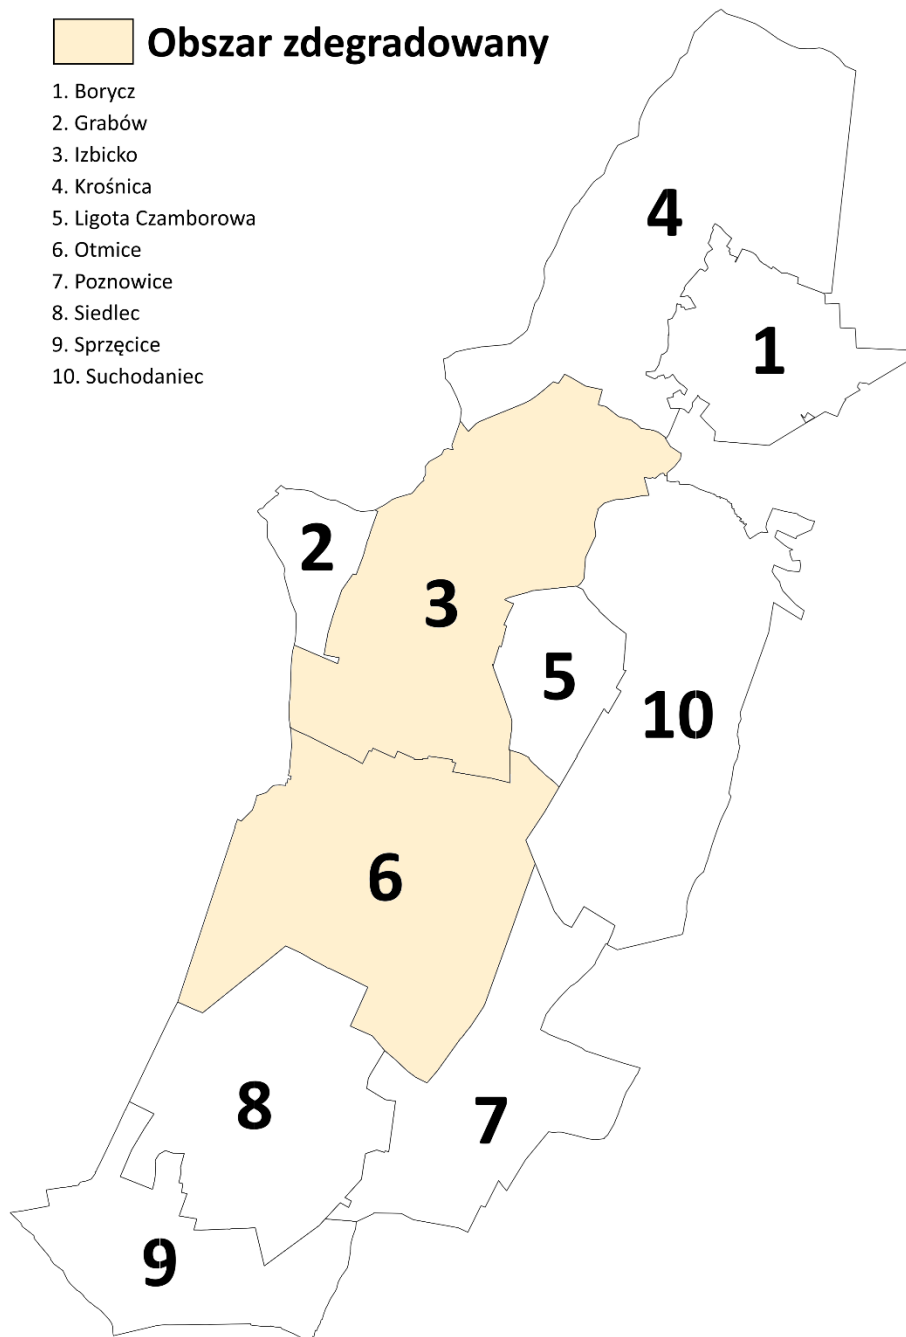 Obszar zdegradowany
1. Borycz
2. Grabów
3. Izbicko
4. Krośnica
5. Ligota Czamborowa
6. Otmice
7. Poznowice
8. Siedlec
9. Sprzęcice
10. Suchodaniec
4
1
2
3
5
10
6
8
7
9